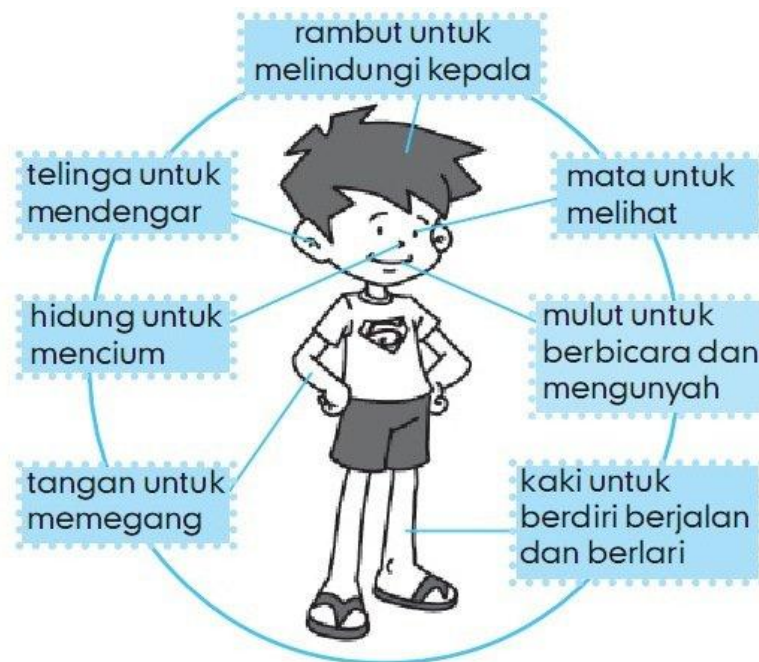 rambut untuk
melindungi kepala
telinga untuk
mendengar
mata untuk
melihat
hidung untuk
mencium
mulut untuk
berbicara dan
mengunyah
tangan untuk
memegang
kaki untuk
berdiri berjalan
dan berlari